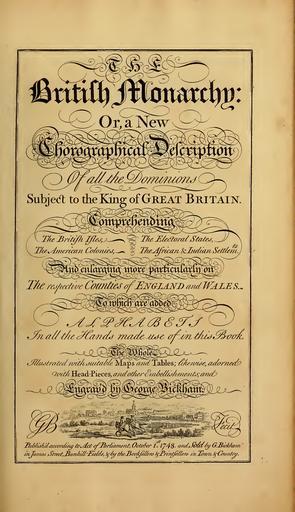 THE
British Monarchy:
Or, a New
Chorographical Description
Of all the Dominions
Subject to the King of GREAT BRITAIN.
Comprehending
The British Isles, The Electoral States,
The American Colonies, The African & Indian Settlem.ts
And enlarging more particularly on
The respective Counties of ENGLAND and WALES.
To which are added
ALPHABETS
In all the Hands made use of in this Book.
The Whole
Illustrated with suitable Maps and Tables; likewise, adorned
with Head-Pieces, and other Embellishments; and
Engrav'd by George Bickham.
GB Fecit
Publish'd according to Act of Parliament, October 1.st 1748. and Sold by G. Bickham
in James Street, Bunhill-Fields, & by the Booksellers & Printsellers in Town & Country.